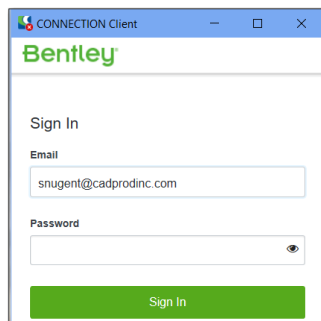 CONNECTION Client
Bentley
Sign In
Email
snugent@cadprodinc.com
Password
Sign In